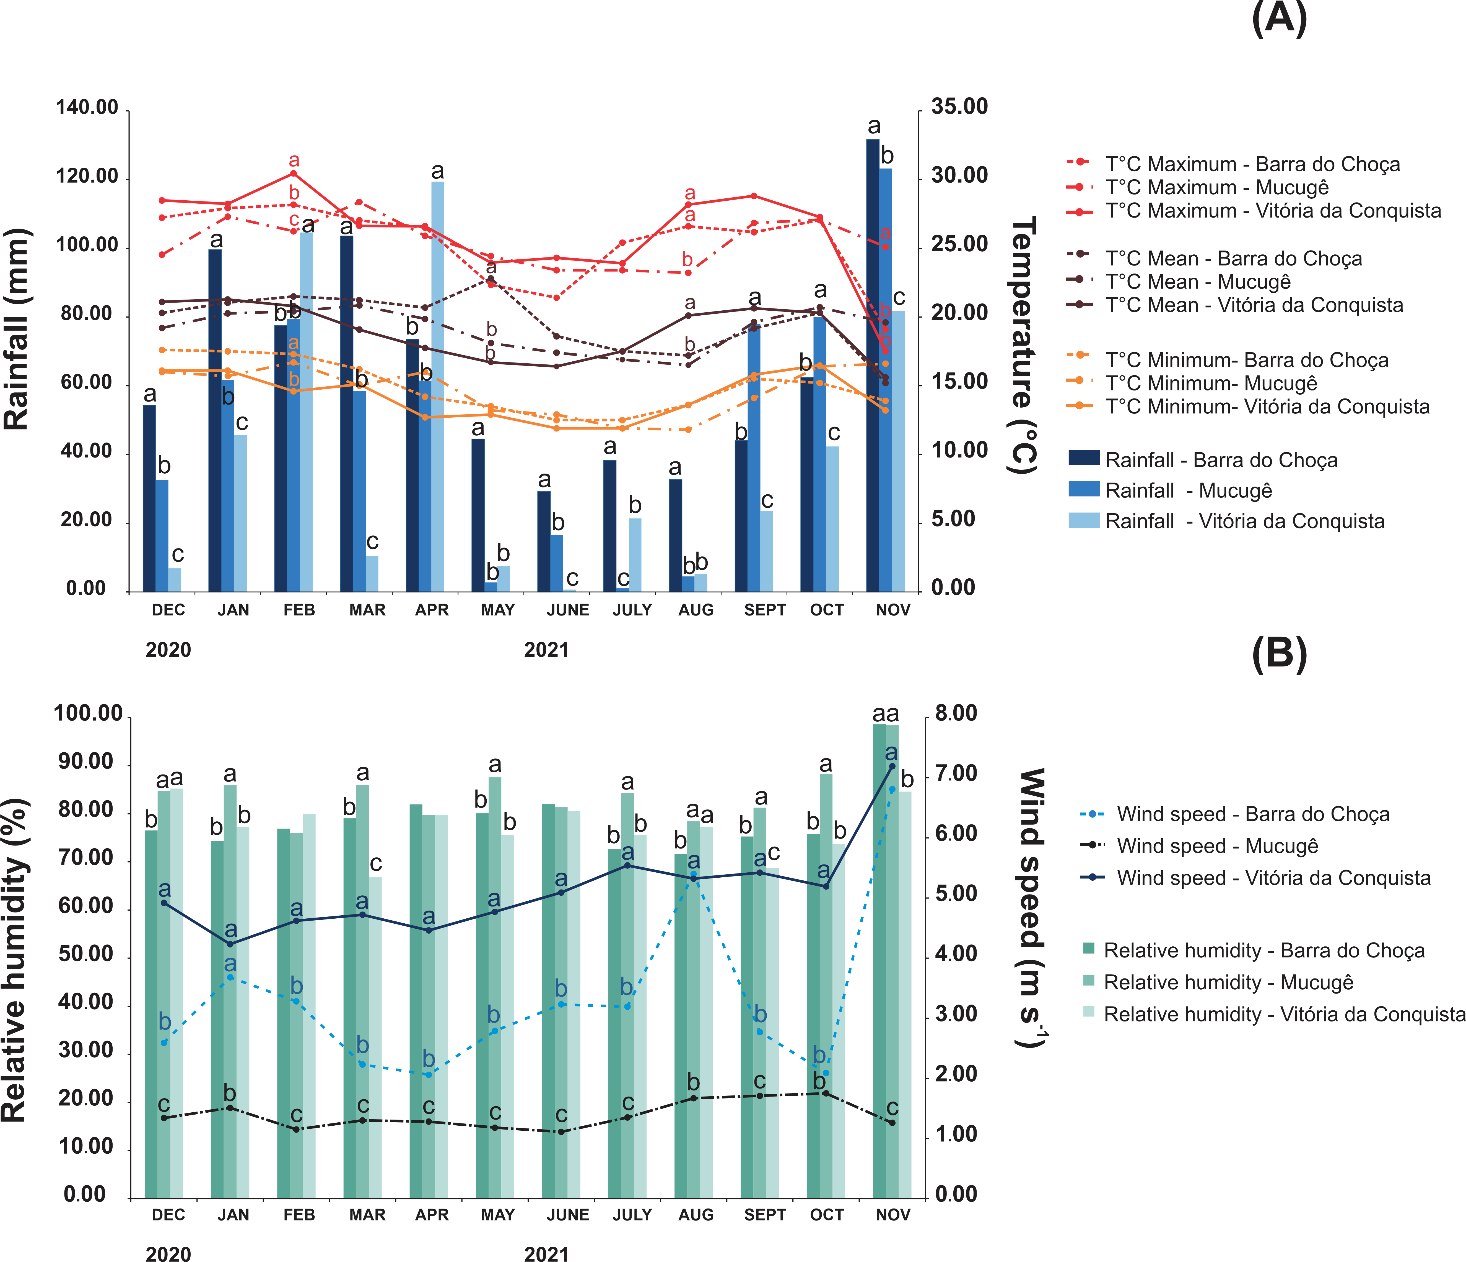 (A)
140.00
120.00
100.00
80.00
60.00
40.00
20.00
0.00
Rainfall (mm)
35.00
30.00
25.00
20.00
15.00
10.00
5.00
0.00
Temperature (°C)
a b c
a b c
b b a
a b c
b b a
a b b
a b c
a c b
a b b
b a c
b a c
a b c
a b c
a b b
a b
a a b
a
a
a
a b b
DEC JAN FEB MAR APR MAY JUNE JULY AUG SEPT OCT NOV
2020 2021
T°C Maximum - Barra do Choça
T°C Maximum - Mucugê
T°C Maximum - Vitória da Conquista
T°C Mean - Barra do Choça
T°C Mean - Mucugê
T°C Mean - Vitória da Conquista
T°C Minimum- Barra do Choça
T°C Minimum- Mucugê
T°C Minimum- Vitória da Conquista
Rainfall - Barra do Choça
Rainfall - Mucugê
Rainfall - Vitória da Conquista
(B)
100.00
90.00
80.00
70.00
60.00
50.00
40.00
30.00
20.00
10.00
0.00
Relative humidity (%)
8.00
7.00
6.00
5.00
4.00
3.00
2.00
1.00
0.00
Wind speed (m s-1)
b a a
b a b
b a c
b a b
b a b
b a a
b a c
b a b
a a b
a a a a a a a a a a a a
b a b b b b b b b b
c b c c c c c c b c b c
DEC JAN FEB MAR APR MAY JUNE JULY AUG SEPT OCT NOV
2020 2021
Wind speed - Barra do Choça
Wind speed - Mucugê
Wind speed - Vitória da Conquista
Relative humidity - Barra do Choça
Relative humidity - Mucugê
Relative humidity - Vitória da Conquista